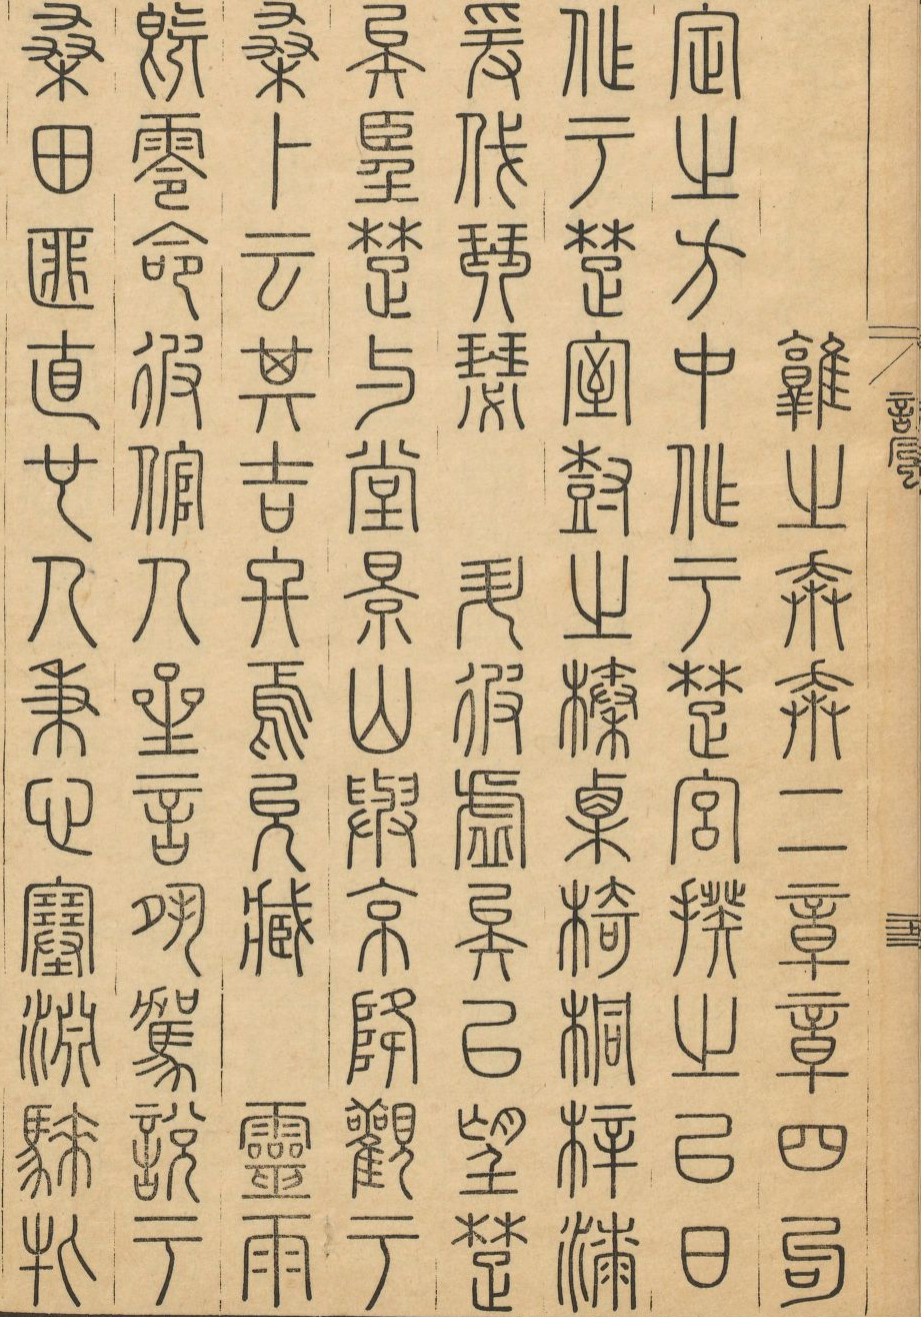 鶉之奔奔二章章四句
定之方中作于楚宮揆之以日
作于楚室樹之榛栗椅桐梓漆
爰伐琴瑟 升彼虛矣以望楚
矣望楚與堂景山與京降觀于
桑卜云其吉終焉允臧 靈雨
既零命彼倌人星言夙駕說于
桑田匪直也人秉心塞淵騋牝